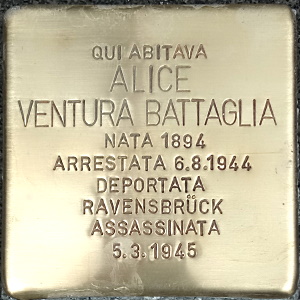 QUI ABITAVA
ALICE
VENTURA BATTAGLIA
NATA 1894
ARRESTATA 6.8.1944
DEPORTATA
RAVENSBRÜCK
ASSASSINATA
5.3.1945